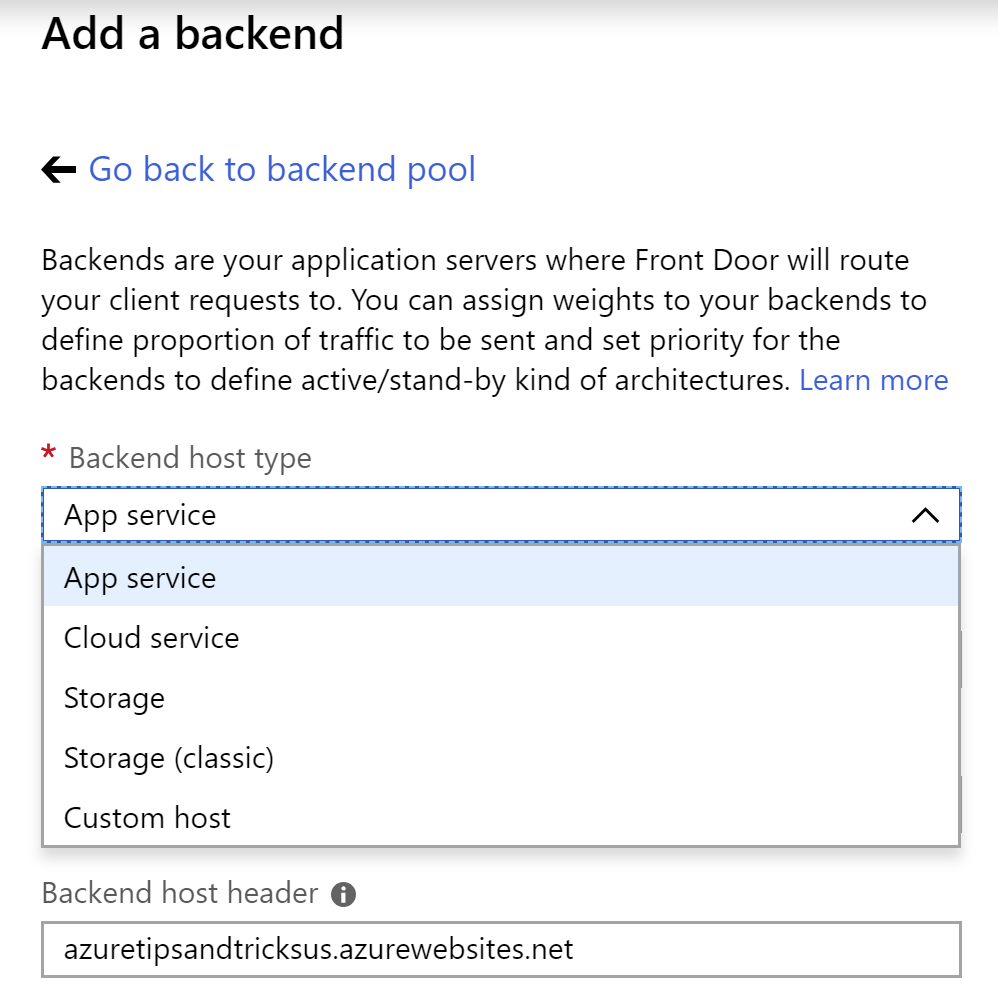 Add a backend
Go back to backend pool
Backends are your application servers where Front Door will route
your client requests to. You can assign weights to your backends to
define proportion of traffic to be sent and set priority for the
backends to define active/stand-by kind of architectures. Learn more
* Backend host type
App service
App service
Cloud service
Storage
Storage (classic)
Custom host
Backend host header
azuretipsandtricksus.azurewebsites.net